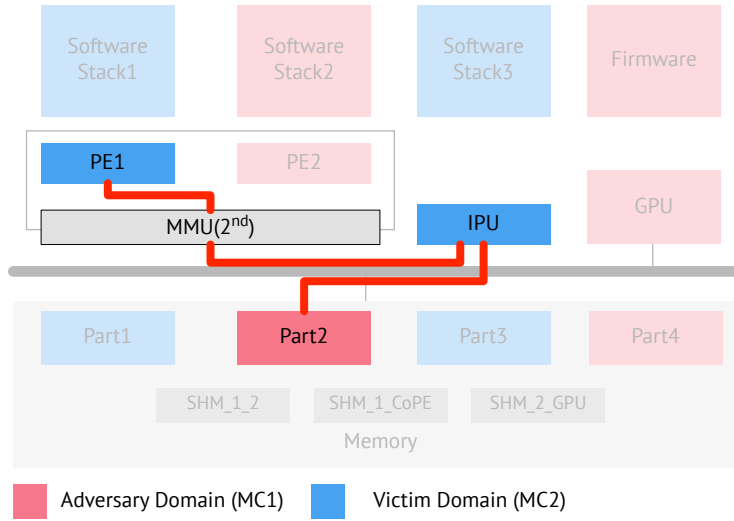 Software
Stack1
Software
Stack2
Software
Stack3
Firmware
PE1
PE2
MMU(2nd)
IPU
GPU
Part1
Part2
Part3
Part4
SHM_1_2
SHM_1_CoPE
SHM_2_GPU
Memory
Adversary Domain (MC1)
Victim Domain (MC2)